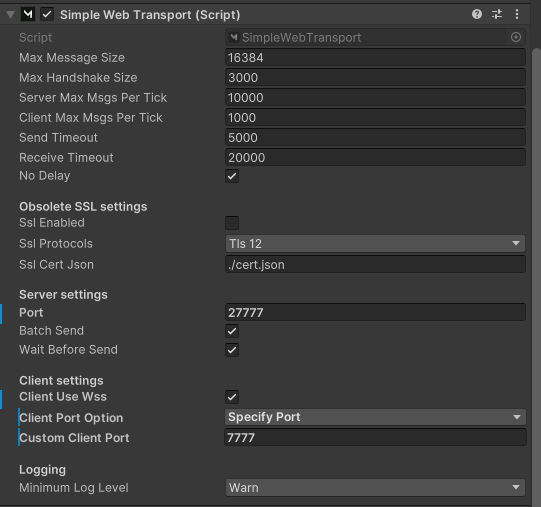 Simple Web Transport (Script)
Script SimpleWebTransport
Max Message Size 16384
Max Handshake Size 3000
Server Max Msgs Per Tick 10000
Client Max Msgs Per Tick 1000
Send Timeout 5000
Receive Timeout 20000
No Delay
Obsolete SSL settings
Ssl Enabled
Ssl Protocols Tls 12
Ssl Cert Json ./cert.json
Server settings
Port 27777
Batch Send
Wait Before Send
Client settings
Client Use Wss
Client Port Option Specify Port
Custom Client Port 7777
Logging
Minimum Log Level Warn